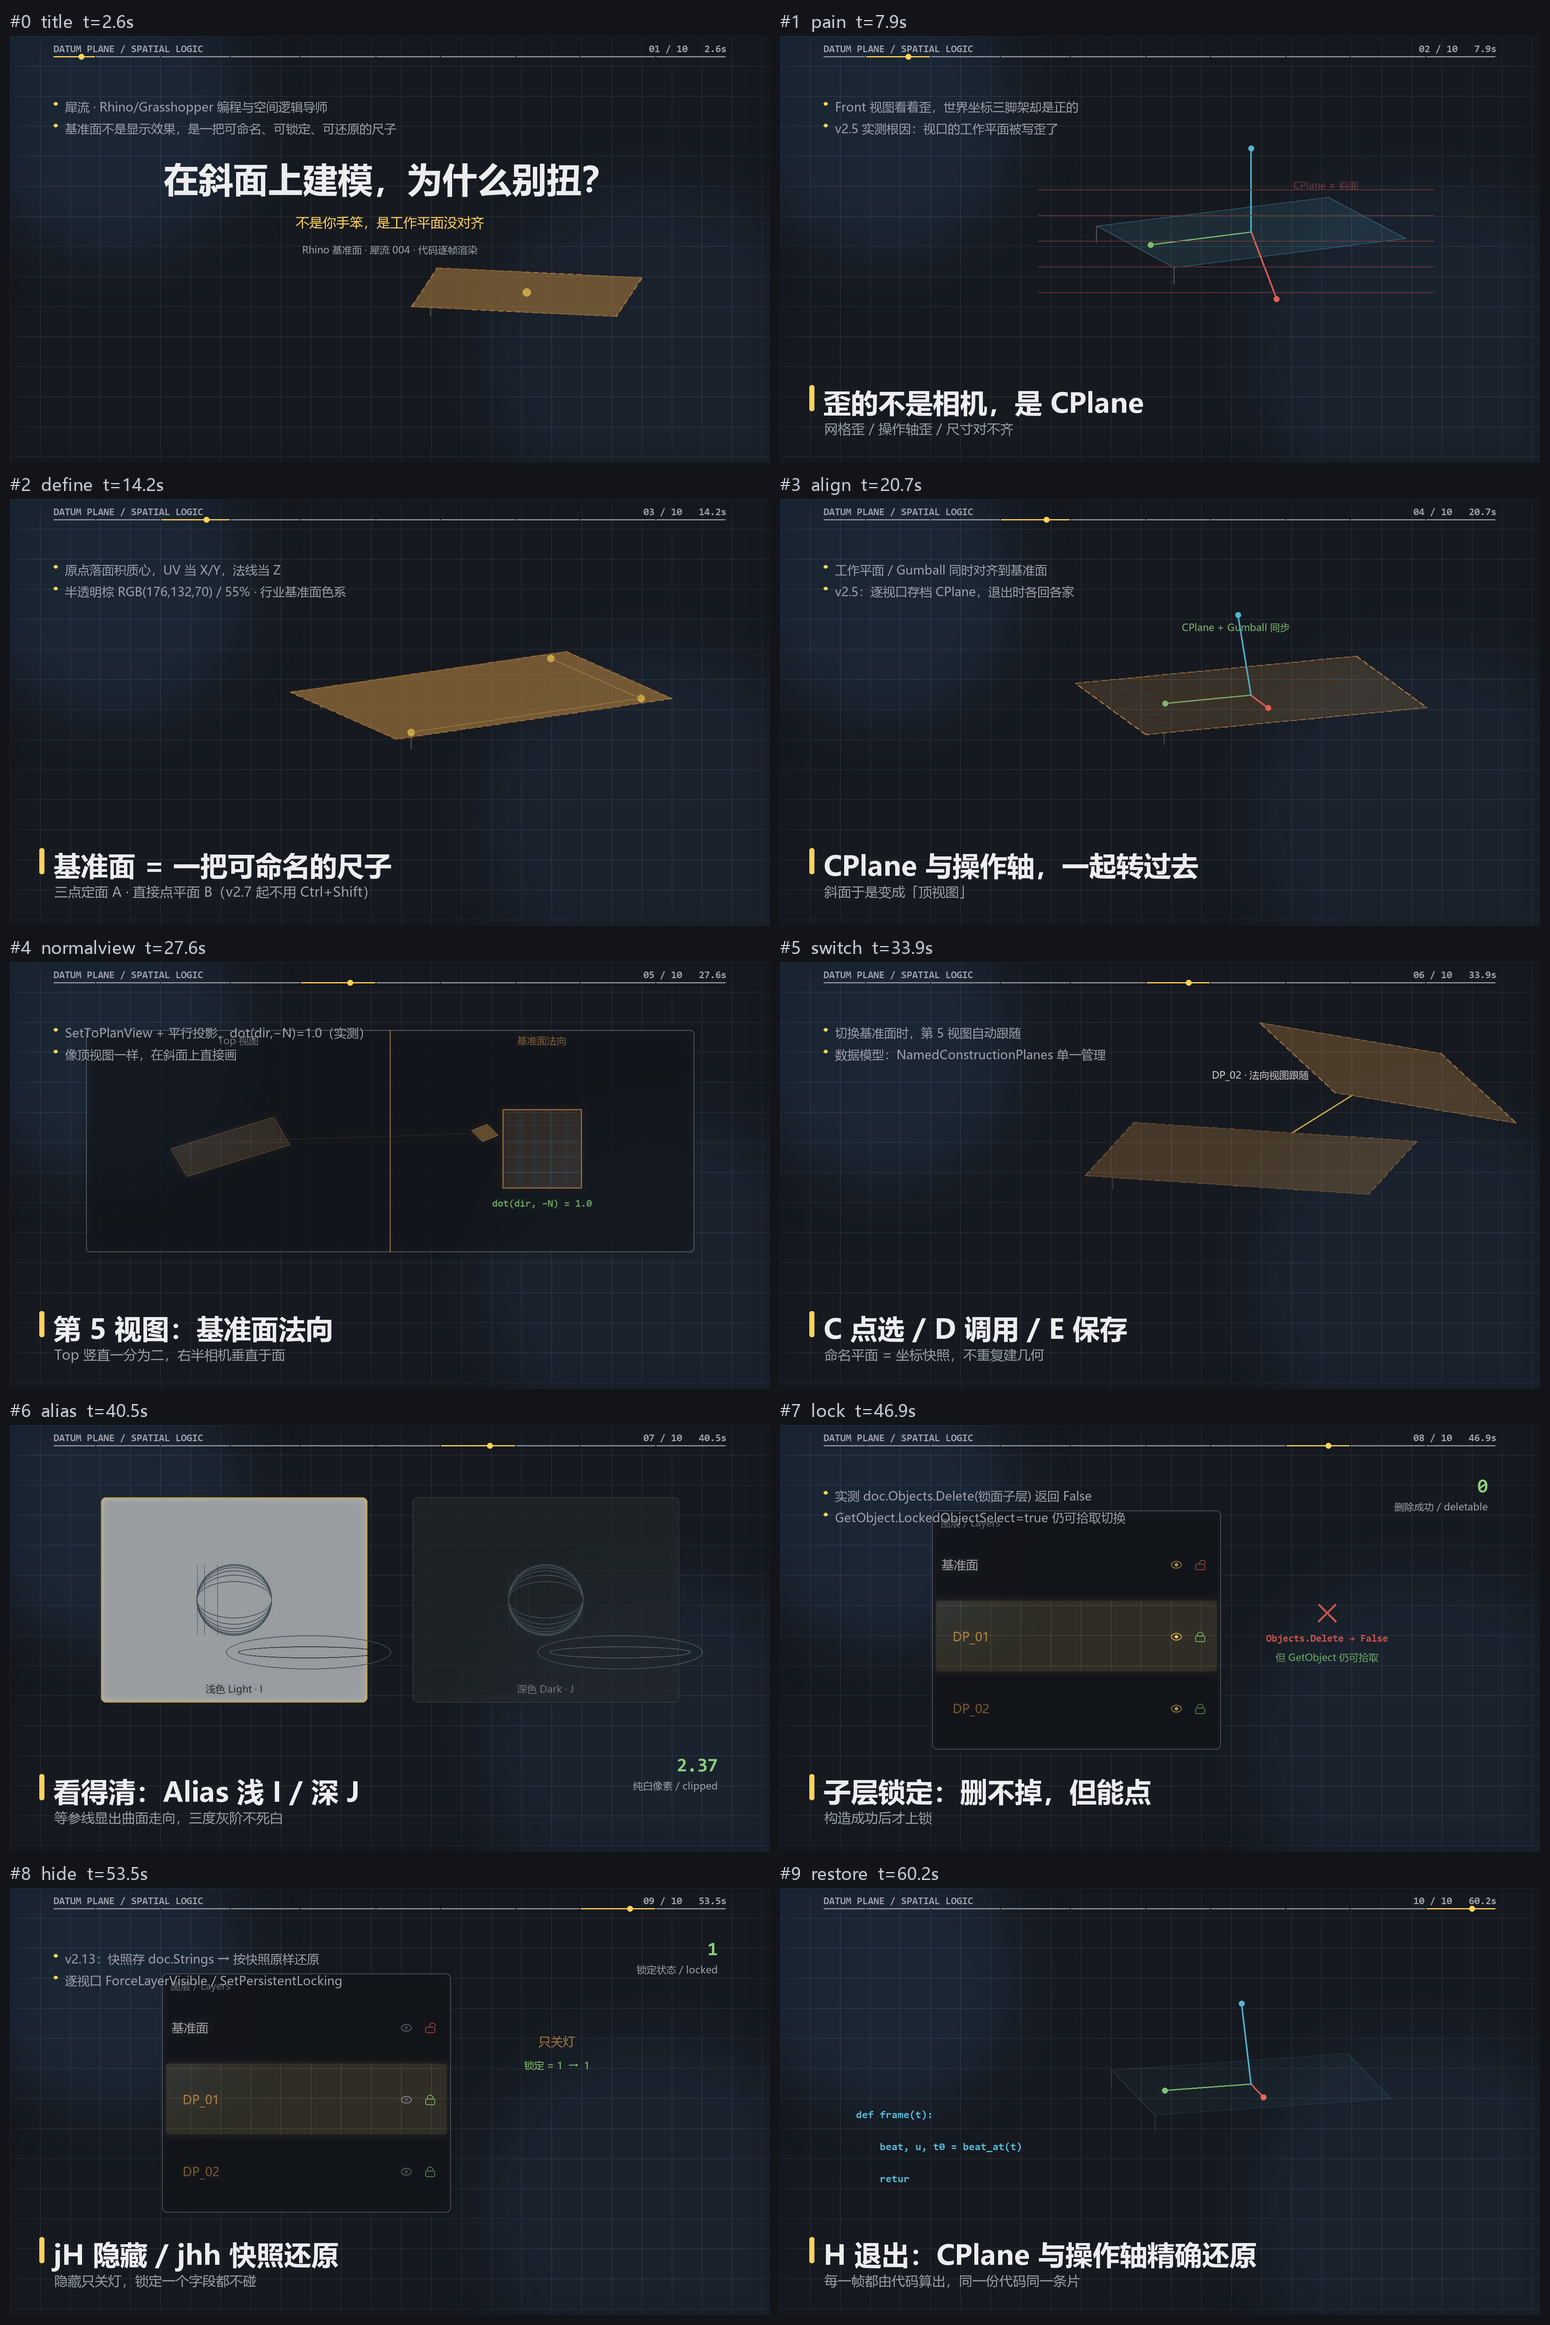 #0 title t=2.6s
DATUM PLANE / SPATIAL LOGIC
01 / 10 2.6s
犀流 · Rhino/Grasshopper 编程与空间逻辑导师
基准面不是显示效果，是一把可命名、可锁定、可还原的尺子
在斜面上建模，为什么别扭？
不是你手笨，是工作平面没对齐
Rhino 基准面 · 犀流 004 · 代码逐帧渲染
#1 pain t=7.9s
DATUM PLANE / SPATIAL LOGIC
02 / 10 7.9s
Front 视图看着歪，世界坐标三脚架却是正的
v2.5 实测根因：视口的工作平面被写歪了
CPlane ≠ 斜面
歪的不是相机，是 CPlane
网格歪 / 操作轴歪 / 尺寸对不齐
#2 define t=14.2s
DATUM PLANE / SPATIAL LOGIC
03 / 10 14.2s
原点落面积质心，UV 当 X/Y，法线当 Z
半透明棕 RGB(176,132,70) / 55% · 行业基准面色系
基准面 = 一把可命名的尺子
三点定面 A · 直接点平面 B（v2.7 起不用 Ctrl+Shift）
#3 align t=20.7s
DATUM PLANE / SPATIAL LOGIC
04 / 10 20.7s
工作平面 / Gumball 同时对齐到基准面
v2.5：逐视口存档 CPlane，退出时各回各家
CPlane + Gumball 同步
CPlane 与操作轴，一起转过去
斜面于是变成「顶视图」
#4 normalview t=27.6s
DATUM PLANE / SPATIAL LOGIC
05 / 10 27.6s
SetToPlanView + 平行投影，dot(dir,−N)=1.0（实测）
像顶视图一样，在斜面上直接画
Top 视图
基准面法向
dot(dir, −N) = 1.0
第 5 视图：基准面法向
Top 竖直一分为二，右半相机垂直于面
#5 switch t=33.9s
DATUM PLANE / SPATIAL LOGIC
06 / 10 33.9s
切换基准面时，第 5 视图自动跟随
数据模型：NamedConstructionPlanes 单一管理
DP_02 · 法向视图跟随
C 点选 / D 调用 / E 保存
命名平面 = 坐标快照，不重复建几何
#6 alias t=40.5s
DATUM PLANE / SPATIAL LOGIC
07 / 10 40.5s
浅色 Light · I
深色 Dark · J
2.37
纯白像素 / clipped
看得清：Alias 浅 I / 深 J
等参线显出曲面走向，三度灰阶不死白
#7 lock t=46.9s
DATUM PLANE / SPATIAL LOGIC
08 / 10 46.9s
实测 doc.Objects.Delete(锁面子层) 返回 False
GetObject.LockedObjectSelect=true 仍可拾取切换
0
删除成功 / deletable
图层 / Layers
基准面
DP_01
DP_02
Objects.Delete → False
但 GetObject 仍可拾取
子层锁定：删不掉，但能点
构造成功后才上锁
#8 hide t=53.5s
DATUM PLANE / SPATIAL LOGIC
09 / 10 53.5s
v2.13：快照存 doc.Strings → 按快照原样还原
逐视口 ForceLayerVisible / SetPersistentLocking
1
锁定状态 / locked
图层 / Layers
基准面
DP_01
DP_02
只关灯
锁定 = 1 → 1
jH 隐藏 / jhh 快照还原
隐藏只关灯，锁定一个字段都不碰
#9 restore t=60.2s
DATUM PLANE / SPATIAL LOGIC
10 / 10 60.2s
def frame(t):
beat, u, t0 = beat_at(t)
retur
H 退出：CPlane 与操作轴精确还原
每一帧都由代码算出，同一份代码同一条片